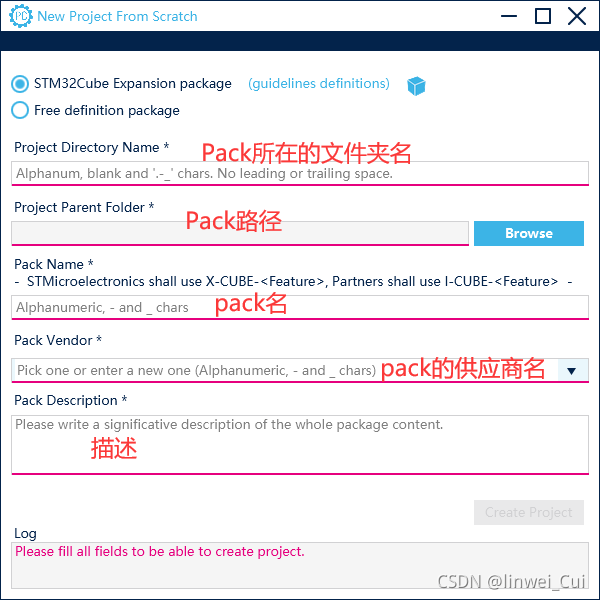 PC New Project From Scratch
STM32Cube Expansion package (guidelines definitions)
Free definition package
Project Directory Name *
Pack所在的文件夹名
Alphanum, blank and '.-_' chars. No leading or trailing space.
Project Parent Folder *
Pack路径
Browse
Pack Name *
- STMicroelectronics shall use X-CUBE-<Feature>, Partners shall use I-CUBE-<Feature> -
Alphanumeric, - and _ chars pack名
Pack Vendor *
Pick one or enter a new one (Alphanumeric, - and _ chars) pack的供应商名
Pack Description *
Please write a significative description of the whole package content.
描述
Create Project
Log
Please fill all fields to be able to create project.
CSDN @linwei_Cui